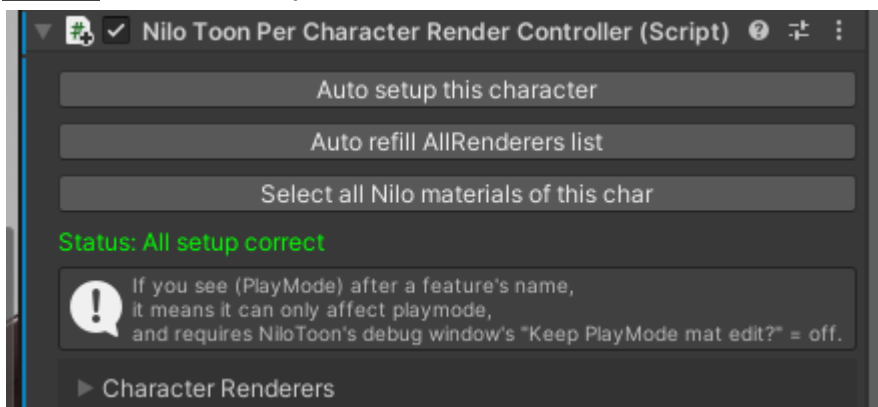 Nilo Toon Per Character Render Controller (Script)
Auto setup this character
Auto refill AllRenderers list
Select all Nilo materials of this char
Status: All setup correct
If you see (PlayMode) after a feature's name,
it means it can only affect playmode,
and requires NiloToon's debug window's "Keep PlayMode mat edit?" = off.
Character Renderers